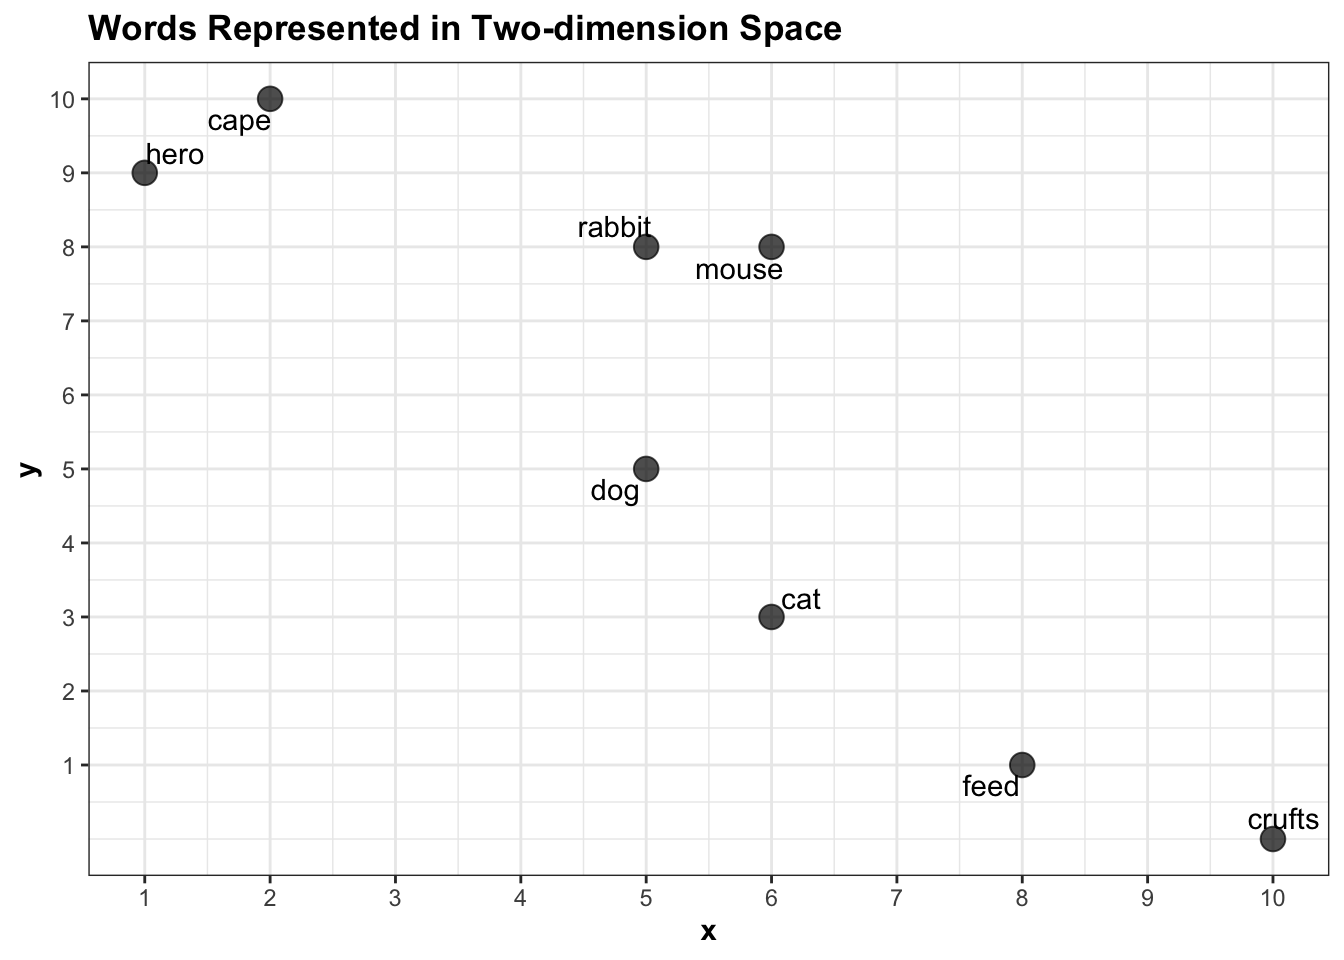 Words Represented in Two-dimension Space
10
cape
hero
9
rabbit
8
mouse
7
6
y
5
dog
4
cat
3
2
1
feed
crufts
1 2 3 4 5 6 7 8 9 10
x